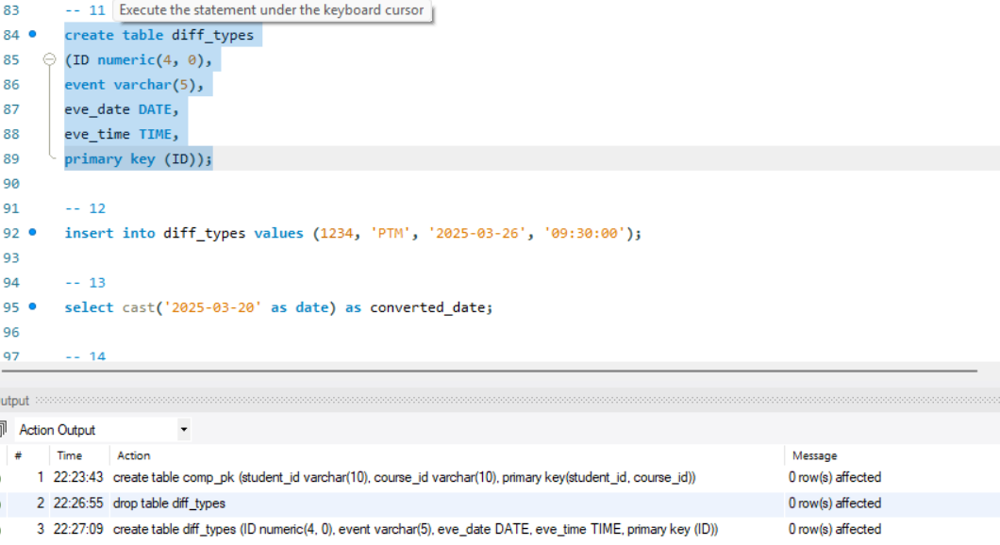 83 -- 11 Execute the statement under the keyboard cursor
84 create table diff_types
85 (ID numeric(4, 0),
86 event varchar(5),
87 eve_date DATE,
88 eve_time TIME,
89 primary key (ID));
90
91 -- 12
92 insert into diff_types values (1234, 'PTM', '2025-03-26', '09:30:00');
93
94 -- 13
95 select cast('2025-03-20' as date) as converted_date;
96
97 -- 14
utput
Action Output
# Time Action Message
1 22:23:43 create table comp_pk (student_id varchar(10), course_id varchar(10), primary key(student_id, course_id)) 0 row(s) affected
2 22:26:55 drop table diff_types 0 row(s) affected
3 22:27:09 create table diff_types (ID numeric(4, 0), event varchar(5), eve_date DATE, eve_time TIME, primary key (ID)) 0 row(s) affected